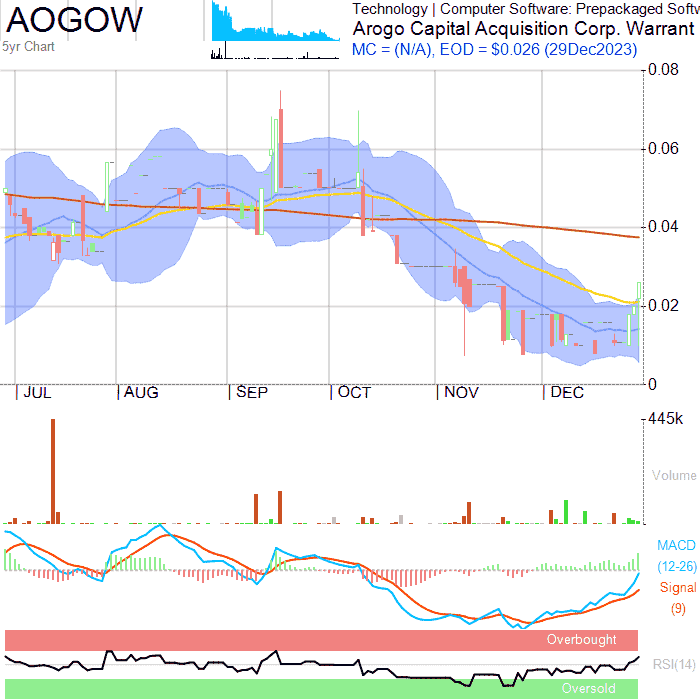 AOGOW
5yr Chart
Technology | Computer Software: Prepackaged Softw
Arogo Capital Acquisition Corp. Warrant
MC = (N/A), EOD = $0.026 (29Dec2023)
0.08
0.06
0.04
0.02
0
JUL AUG SEP OCT NOV DEC
445k
Volume
MACD
(12-26)
Signal
(9)
Overbought
RSI(14)
Oversold